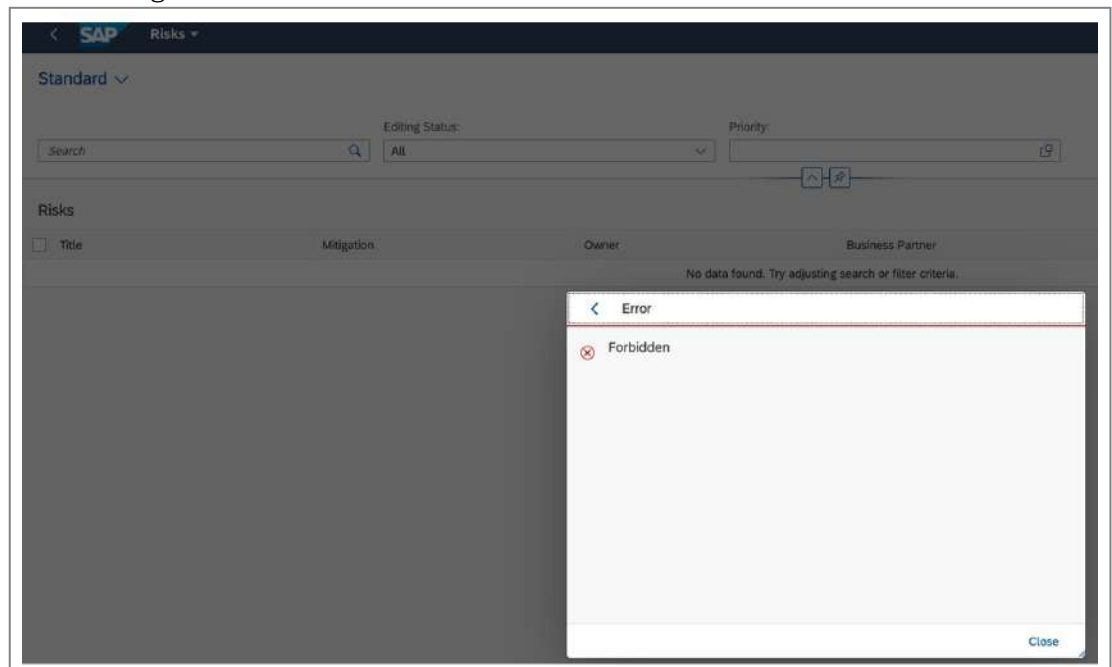 SAP Risks
Standard
Editing Status: Priority:
Search All
Risks
Title Mitigation Owner Business Partner
No data found. Try adjusting search or filter criteria.
Error
Forbidden
Close